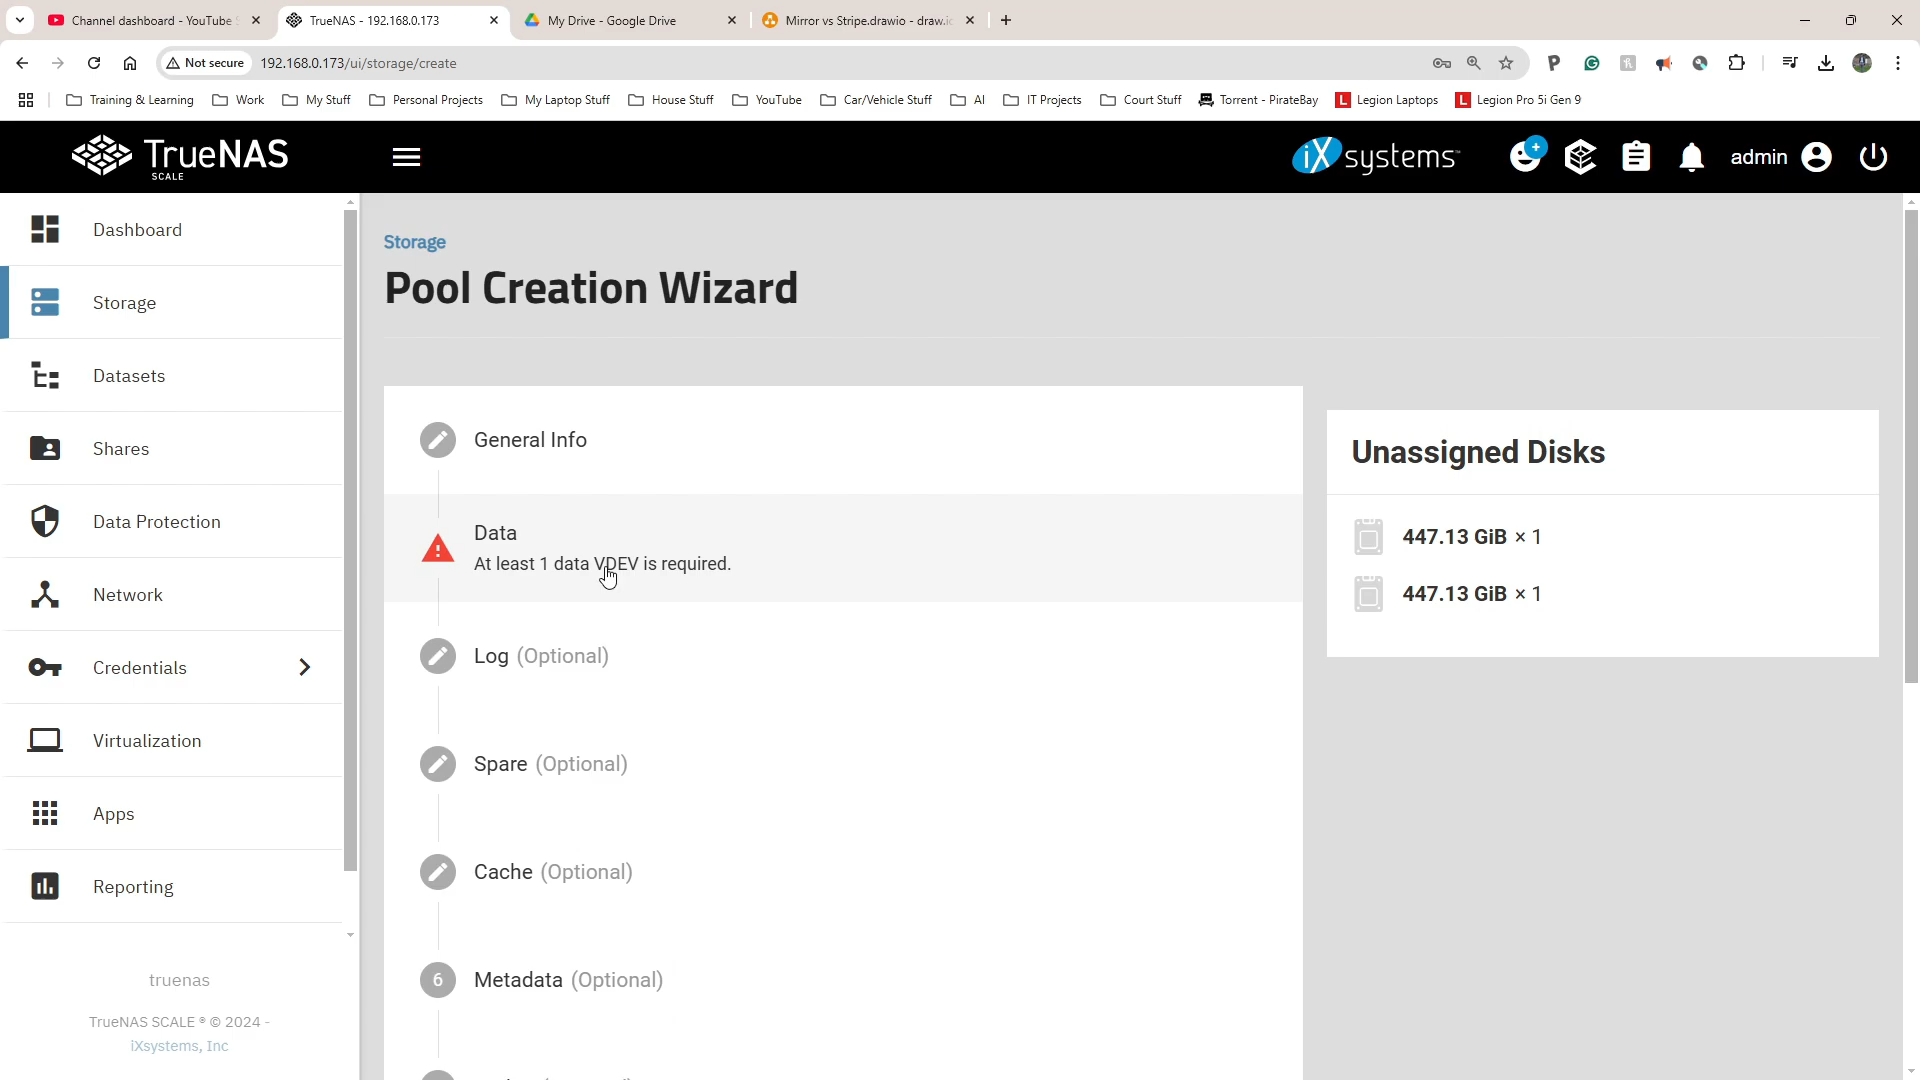 Channel dashboard - YouTube S
TrueNAS - 192.168.0.173
My Drive - Google Drive
Mirror vs Stripe.drawio - draw.io
Not secure
192.168.0.173/ui/storage/create
Training & Learning
Work
My Stuff
Personal Projects
My Laptop Stuff
House Stuff
YouTube
Car/Vehicle Stuff
AI
IT Projects
Court Stuff
Torrent - PirateBay
Legion Laptops
Legion Pro 5i Gen 9
TrueNAS
SCALE
iXsystems™
admin
Dashboard
Storage
Datasets
Shares
Data Protection
Network
Credentials
Virtualization
Apps
Reporting
truenas
TrueNAS SCALE ® © 2024 -
iXsystems, Inc
Storage
Pool Creation Wizard
General Info
Data
At least 1 data VDEV is required.
Log (Optional)
Spare (Optional)
Cache (Optional)
6 Metadata (Optional)
Unassigned Disks
447.13 GiB × 1
447.13 GiB × 1